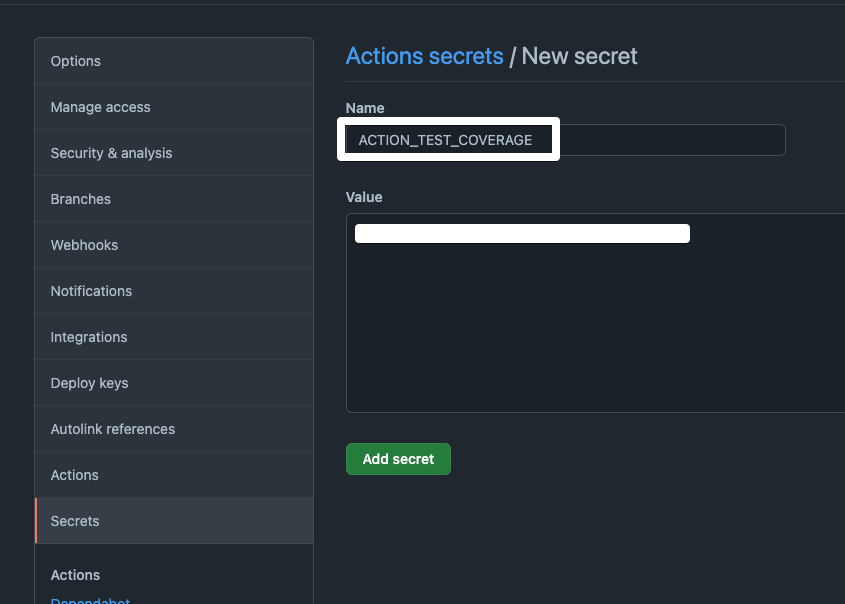 Options
Manage access
Security & analysis
Branches
Webhooks
Notifications
Integrations
Deploy keys
Autolink references
Actions
Secrets
Actions
Dependabot
Actions secrets / New secret
Name
ACTION_TEST_COVERAGE
Value
Add secret